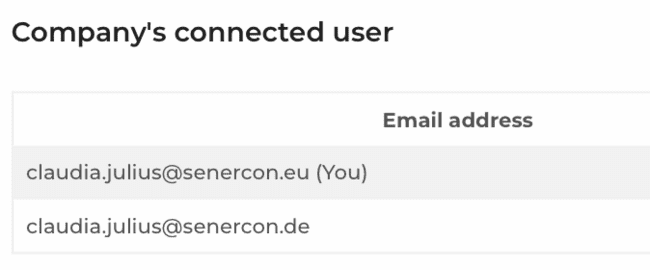 Company's connected user
Email address
claudia.julius@senercon.eu (You)
claudia.julius@senercon.de